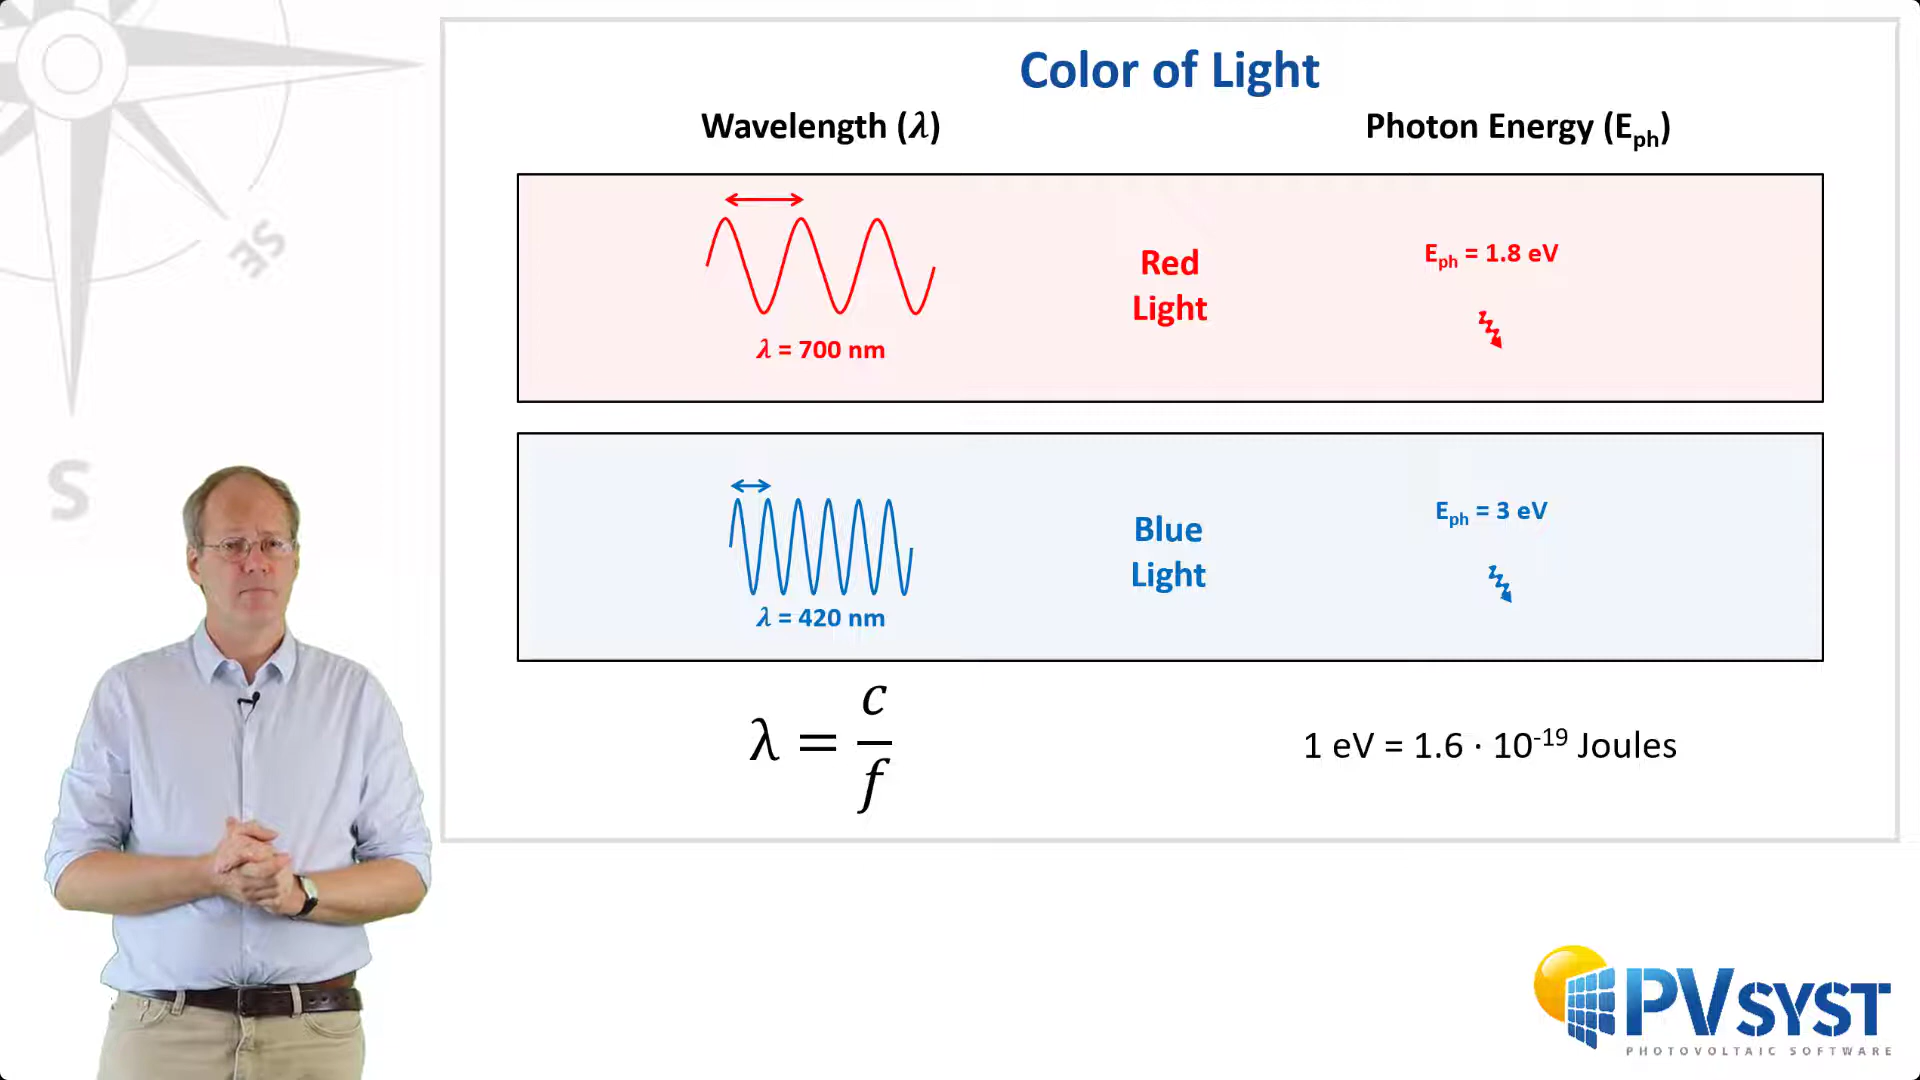 Color of Light
Wavelength (λ)
Photon Energy (Eph)
Red
Light
Eph = 1.8 eV
λ = 700 nm
Blue
Light
Eph = 3 eV
λ = 420 nm
λ = c/f
1 eV = 1.6 · 10-19 Joules
SE
S
PVSYST
PHOTOVOLTAIC SOFTWARE